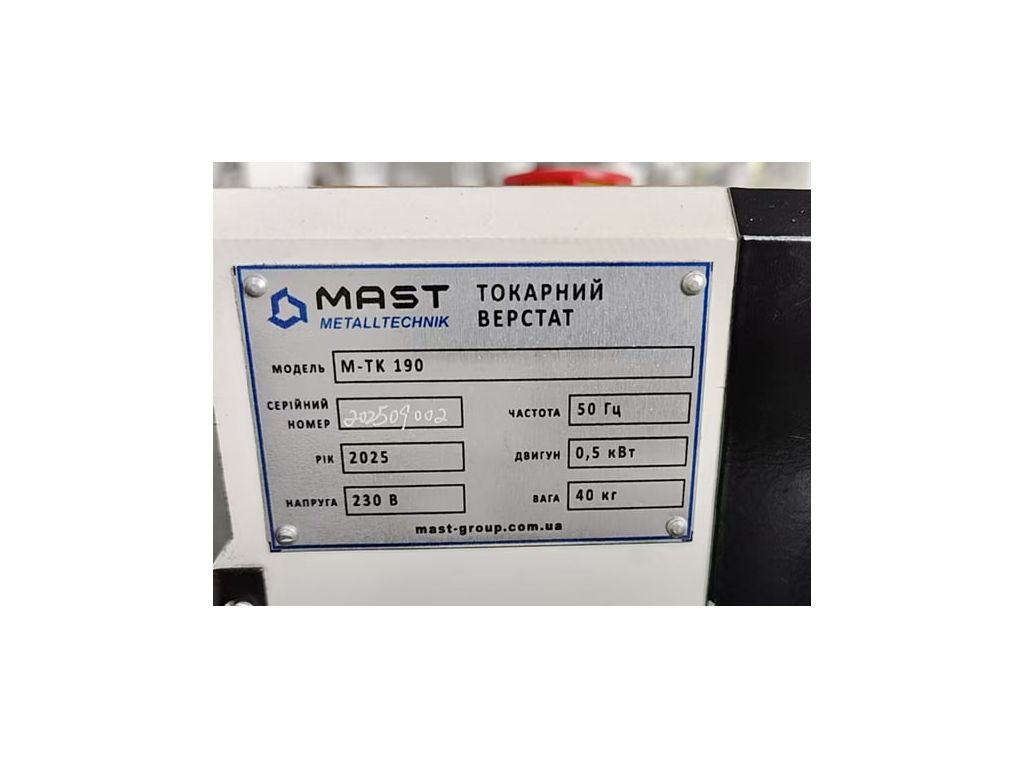 MAST
METALLTECHNIK
ТОКАРНИЙ
ВЕРСТАТ
МОДЕЛЬ M-TK 190
СЕРІЙНИЙ
НОМЕР 202509002
ЧАСТОТА 50 Гц
РІК 2025
ДВИГУН 0,5 кВт
НАПРУГА 230 В
ВАГА 40 кг
mast-group.com.ua